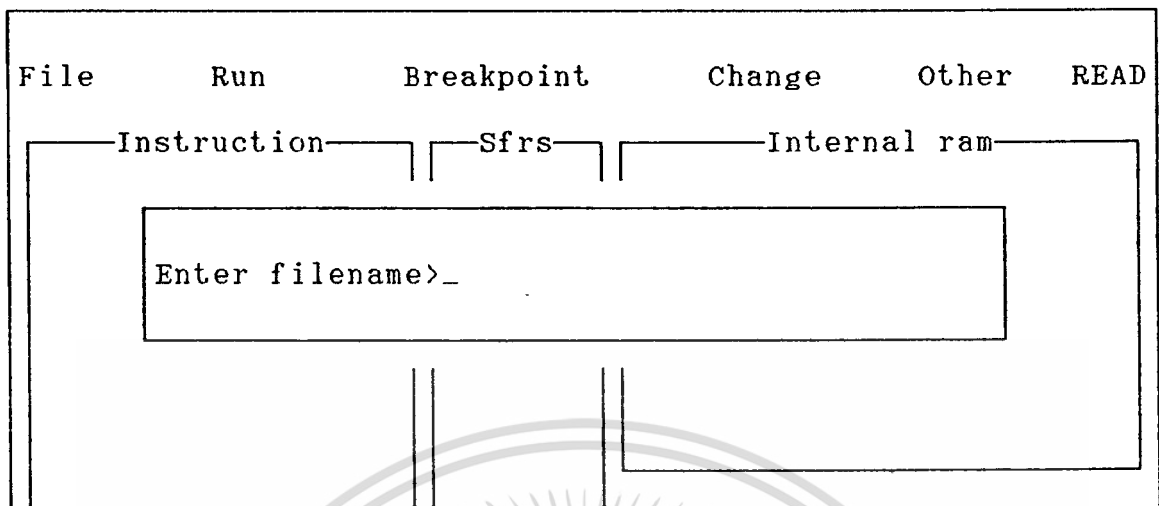 File Run Breakpoint Change Other READ
Instruction Sfrs Internal ram
Enter filename>_